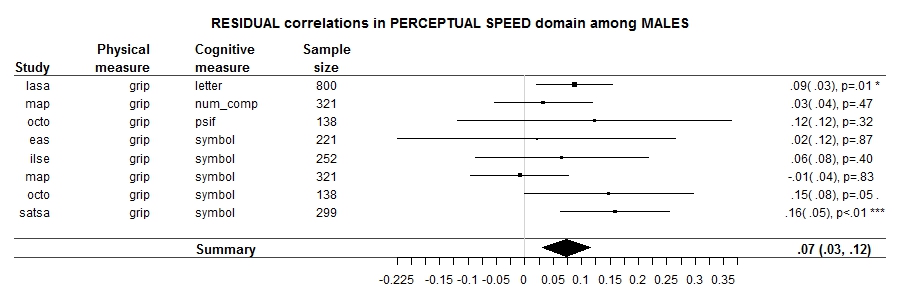 RESIDUAL correlations in PERCEPTUAL SPEED domain among MALES
Physical Cognitive Sample
Study measure measure size
lasa grip letter 800 .09( .03), p=.01 *
map grip num_comp 321 .03( .04), p=.47
octo grip psif 138 .12( .12), p=.32
eas grip symbol 221 .02( .12), p=.87
ilse grip symbol 252 .06( .08), p=.40
map grip symbol 321 -.01( .04), p=.83
octo grip symbol 138 .15( .08), p=.05 .
satsa grip symbol 299 .16( .05), p<.01 ***
Summary .07 (.03, .12)
-0.225 -0.15 -0.1 -0.05 0 0.05 0.1 0.15 0.2 0.25 0.3 0.35